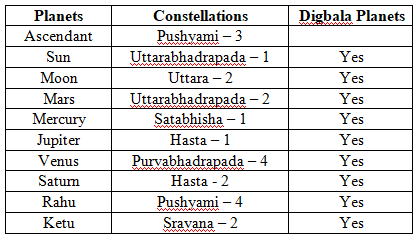 Planets Constellations Digbala Planets
Ascendant Pushyami – 3
Sun Uttarabhadrapada – 1 Yes
Moon Uttara – 2 Yes
Mars Uttarabhadrapada – 2 Yes
Mercury Satabhisha – 1 Yes
Jupiter Hasta – 1 Yes
Venus Purvabhadrapada – 4 Yes
Saturn Hasta - 2 Yes
Rahu Pushyami – 4 Yes
Ketu Sravana – 2 Yes